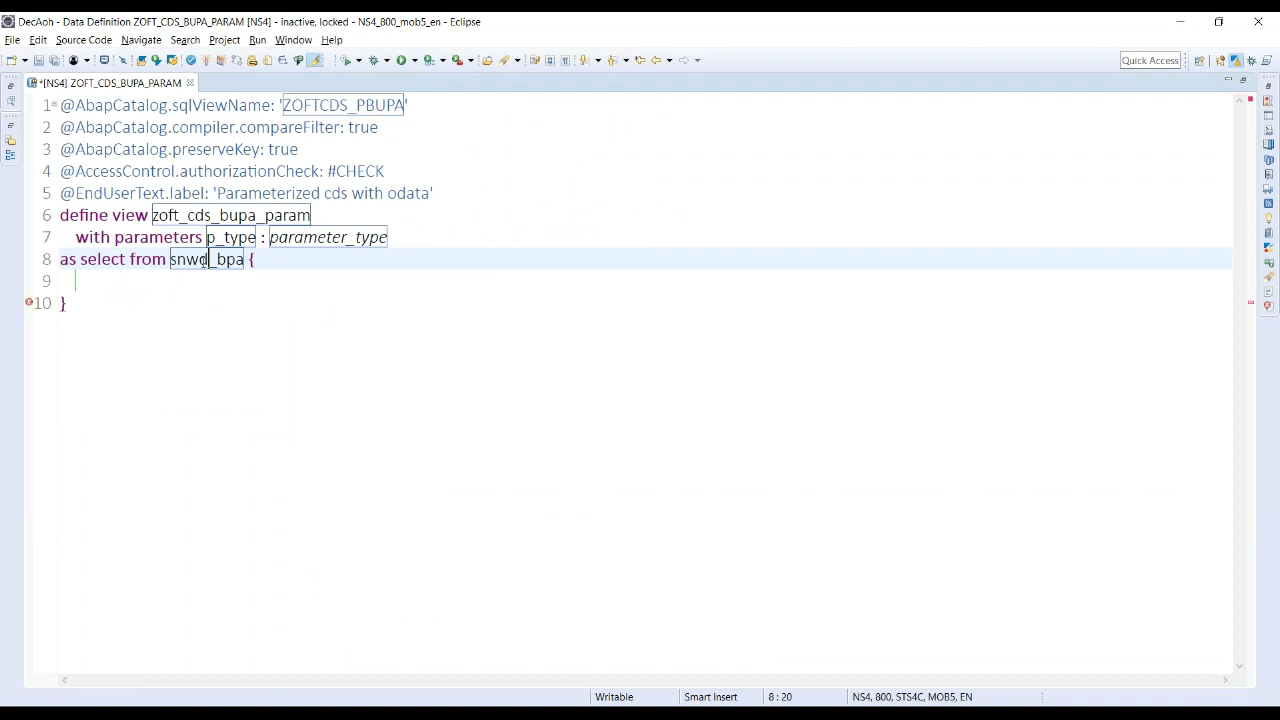 DecAoh - Data Definition ZOFT_CDS_BUPA_PARAM [NS4] - inactive, locked - NS4_800_mob5_en - Eclipse
File Edit Source Code Navigate Search Project Run Window Help
Quick Access
*[NS4] ZOFT_CDS_BUPA_PARAM
1 @AbapCatalog.sqlViewName: 'ZOFTCDS_PBUPA'
2 @AbapCatalog.compiler.compareFilter: true
3 @AbapCatalog.preserveKey: true
4 @AccessControl.authorizationCheck: #CHECK
5 @EndUserText.label: 'Parameterized cds with odata'
6 define view zoft_cds_bupa_param
7 with parameters p_type : parameter_type
8 as select from snwd_bpa {
9
10 }
Writable Smart Insert 8 : 20 NS4, 800, STS4C, MOB5, EN